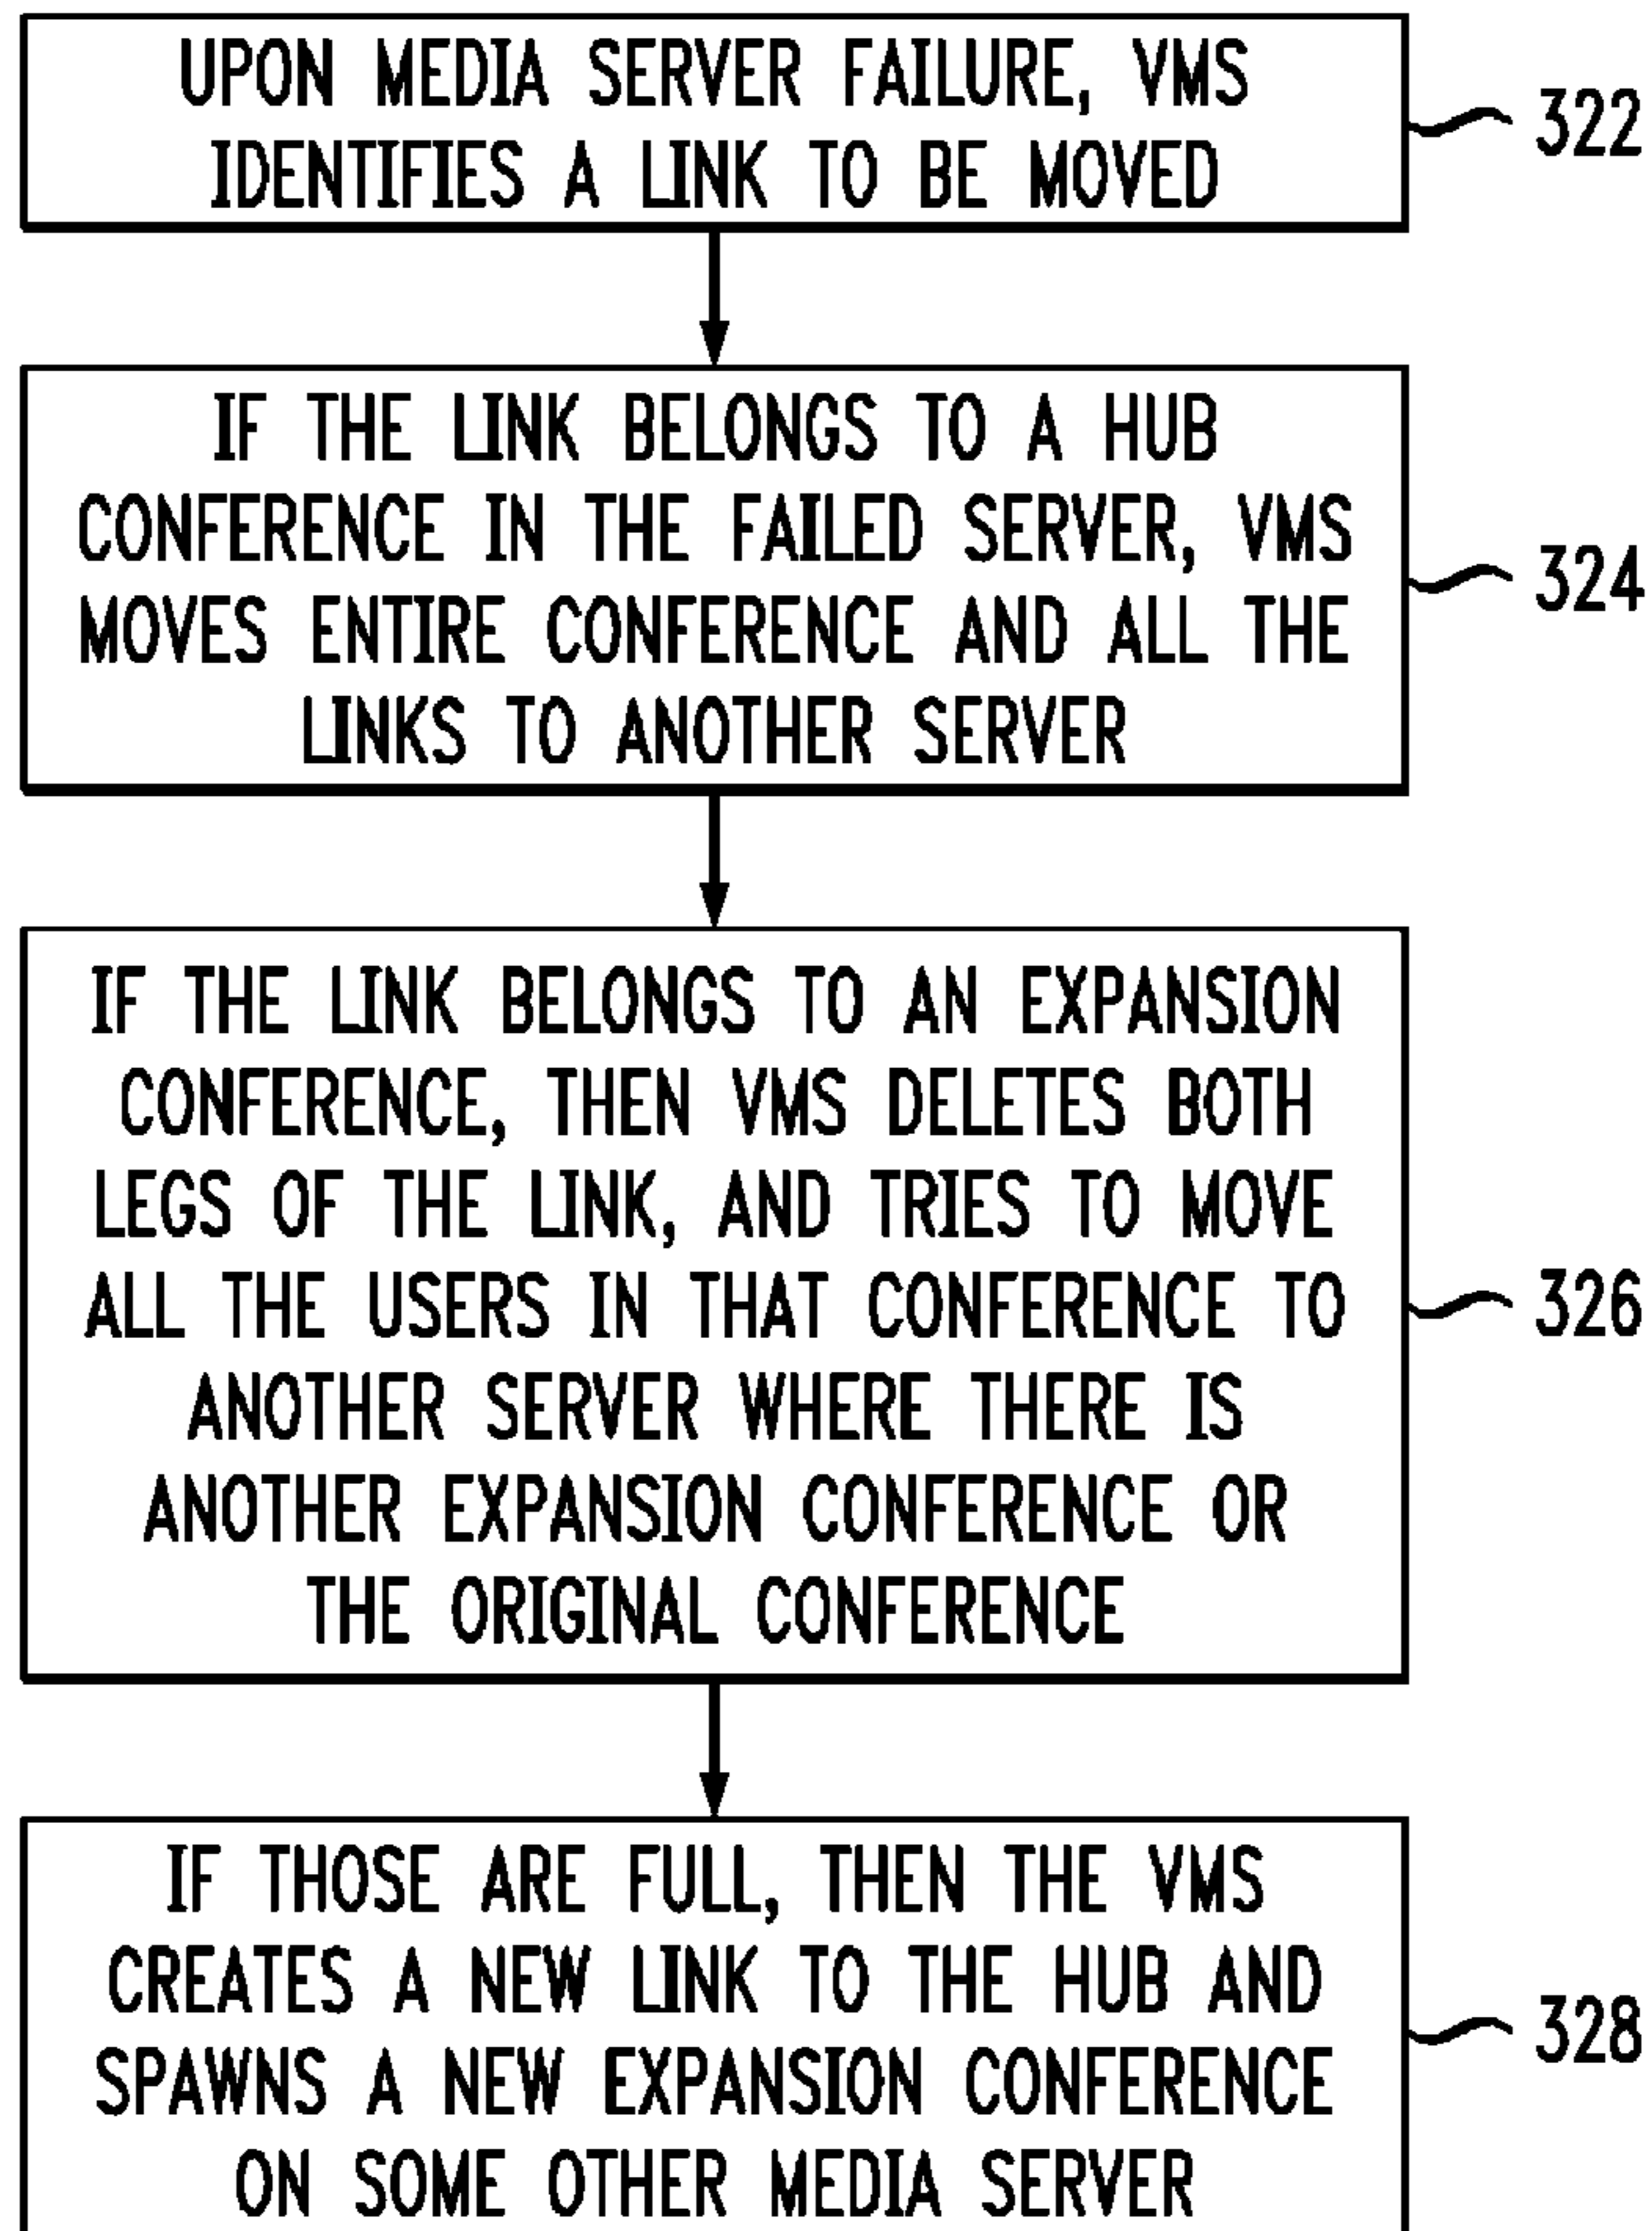 UPON MEDIA SERVER FAILURE, VMS
IDENTIFIES A LINK TO BE MOVED
322
IF THE LINK BELONGS TO A HUB
CONFERENCE IN THE FAILED SERVER, VMS
MOVES ENTIRE CONFERENCE AND ALL THE
LINKS TO ANOTHER SERVER
324
IF THE LINK BELONGS TO AN EXPANSION
CONFERENCE, THEN VMS DELETES BOTH
LEGS OF THE LINK, AND TRIES TO MOVE
ALL THE USERS IN THAT CONFERENCE TO
ANOTHER SERVER WHERE THERE IS
ANOTHER EXPANSION CONFERENCE OR
THE ORIGINAL CONFERENCE
326
IF THOSE ARE FULL, THEN THE VMS
CREATES A NEW LINK TO THE HUB AND
SPAWNS A NEW EXPANSION CONFERENCE
ON SOME OTHER MEDIA SERVER
328